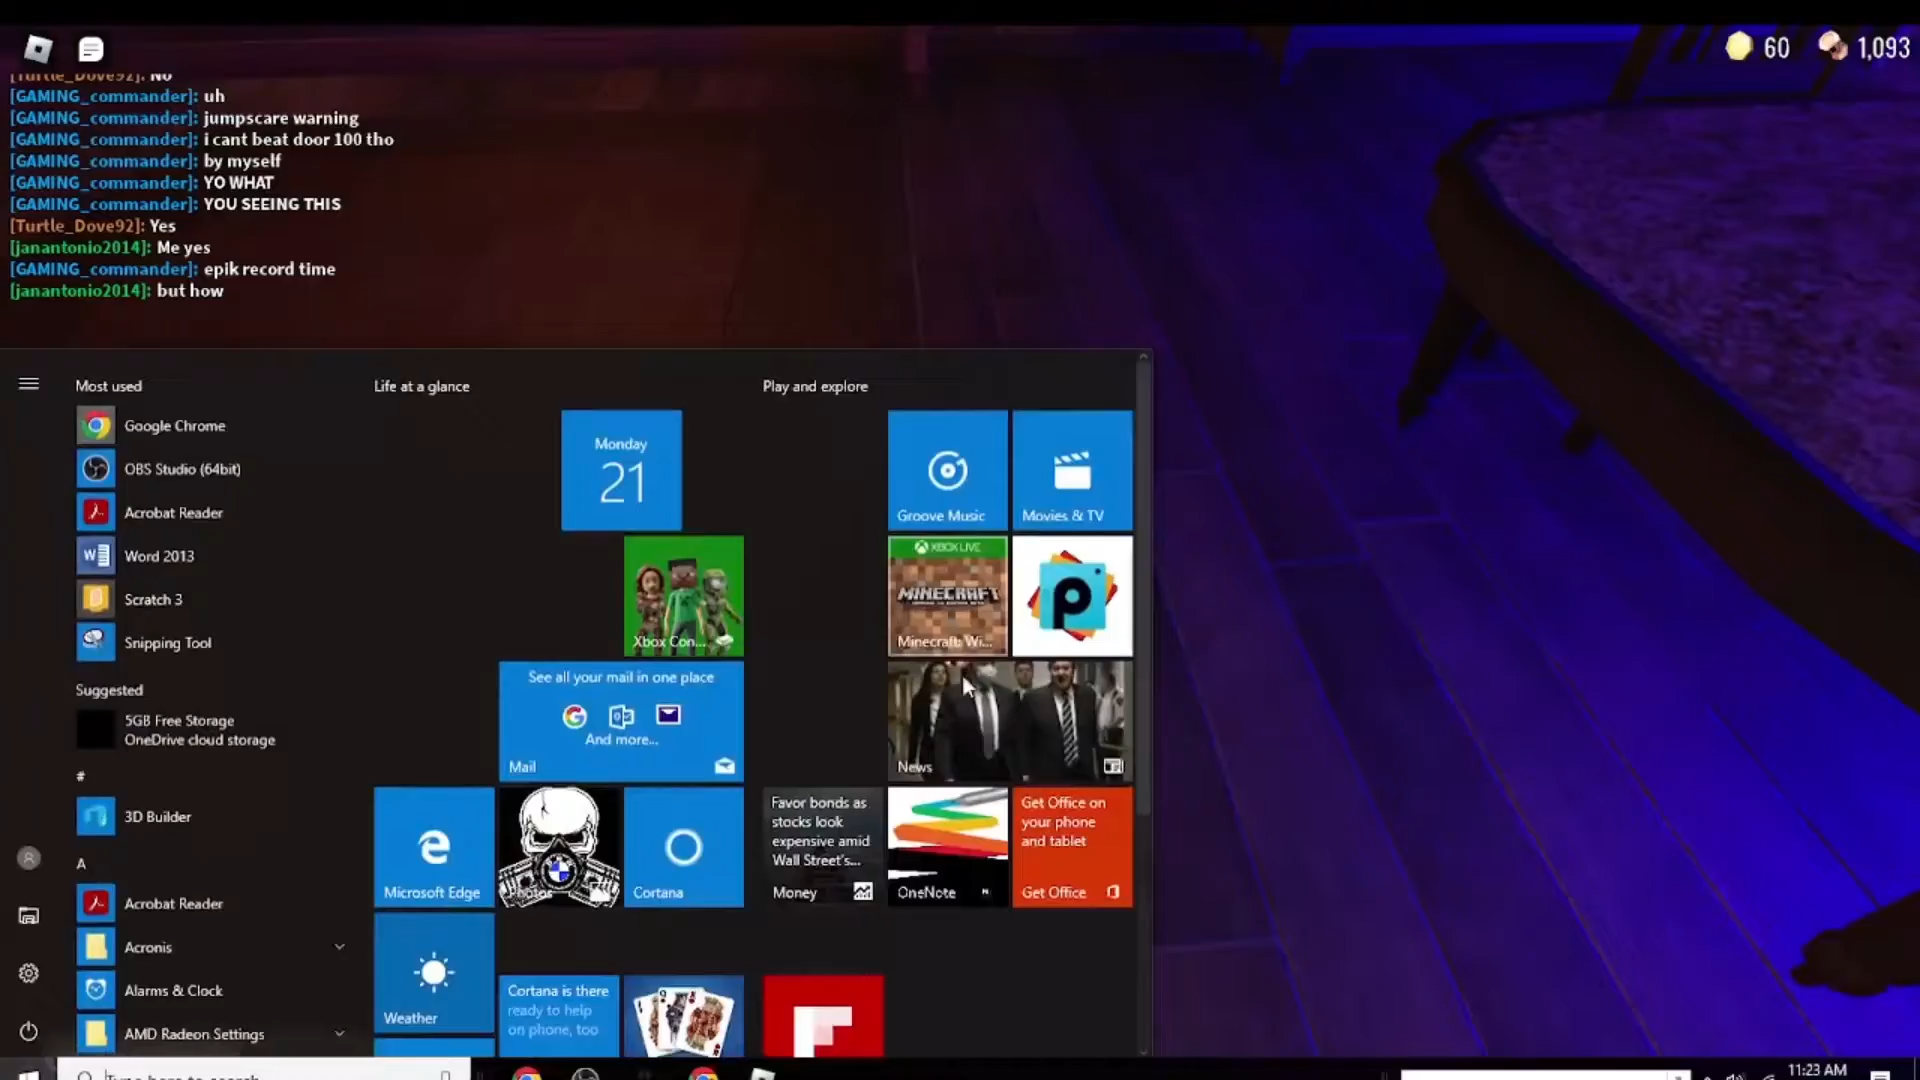 60
1,093
[Turtle_Dove92]: No
[GAMING_commander]: uh
[GAMING_commander]: jumpscare warning
[GAMING_commander]: i cant beat door 100 tho
[GAMING_commander]: by myself
[GAMING_commander]: YO WHAT
[GAMING_commander]: YOU SEEING THIS
[Turtle_Dove92]: Yes
[janantonio2014]: Me yes
[GAMING_commander]: epik record time
[janantonio2014]: but how
Most used
Google Chrome
OBS Studio (64bit)
Acrobat Reader
Word 2013
Scratch 3
Snipping Tool
Suggested
5GB Free Storage
OneDrive cloud storage
#
3D Builder
A
Acrobat Reader
Acronis
Alarms & Clock
AMD Radeon Settings
Type here to search
Life at a glance
Monday
21
Xbox Con...
See all your mail in one place
And more...
Mail
Microsoft Edge
Photos
Cortana
Weather
Cortana is there
ready to help
on phone, too
Play and explore
Groove Music
Movies & TV
XBOX LIVE
MINECRAFT
Minecraft: Wi...
News
Favor bonds as
stocks look
expensive amid
Wall Street's...
Money
OneNote
Get Office on
your phone
and tablet
Get Office
11:23 AM